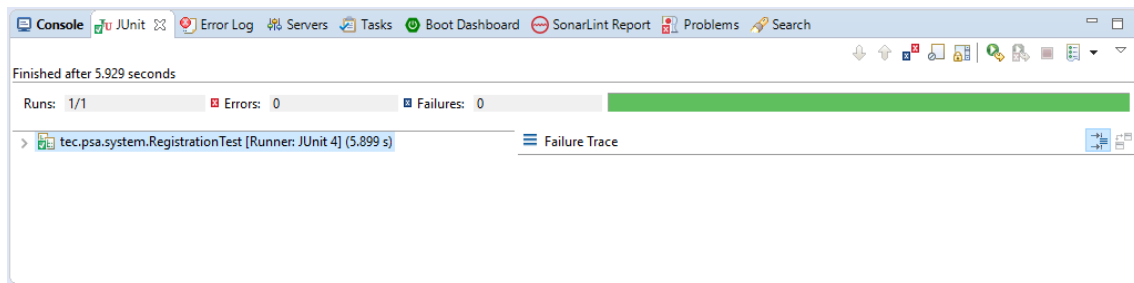 Console JUnit Error Log Servers Tasks Boot Dashboard SonarLint Report Problems Search
Finished after 5.929 seconds
Runs: 1/1 Errors: 0 Failures: 0
tec.psa.system.RegistrationTest [Runner: JUnit 4] (5.899 s) Failure Trace